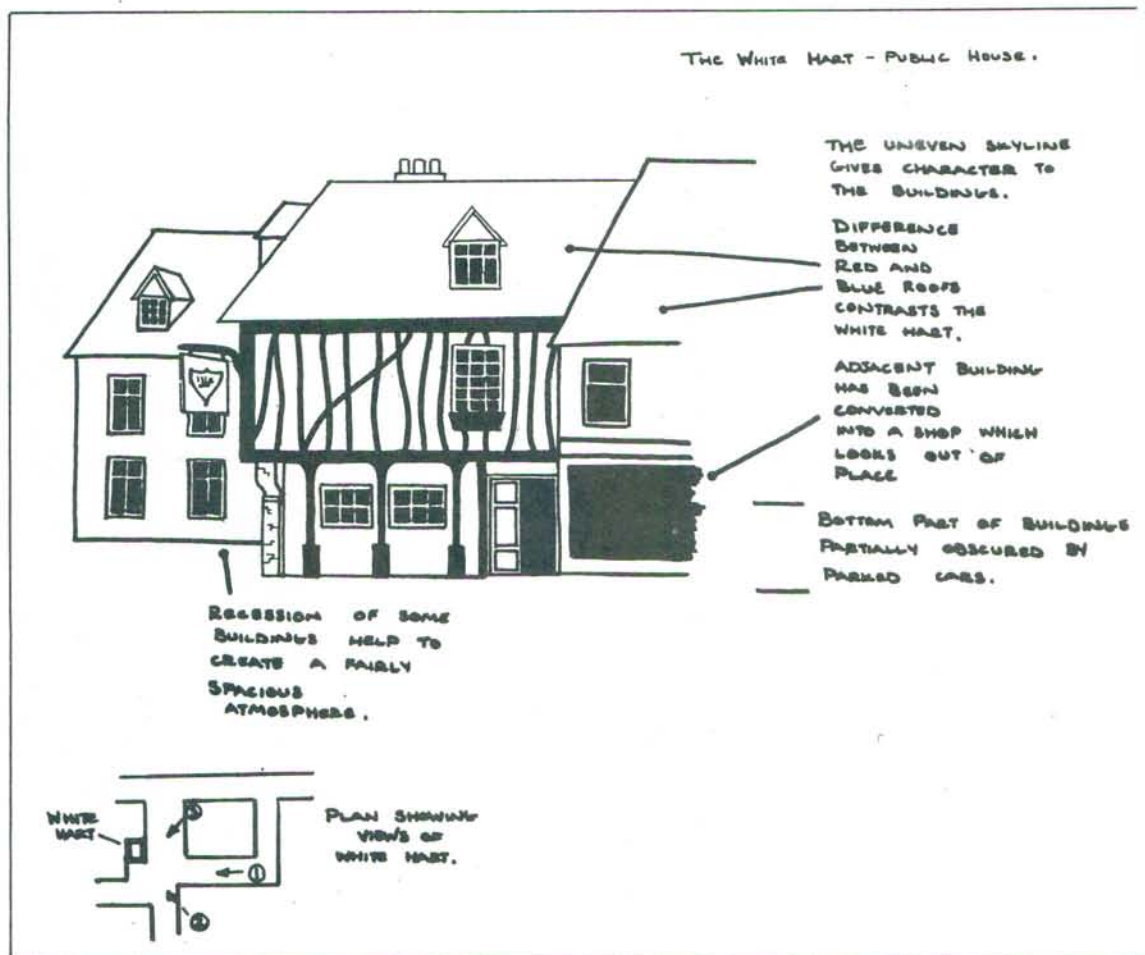 THE WHITE HART - PUBLIC HOUSE.
THE UNEVEN SKYLINE
GIVES CHARACTER TO
THE BUILDINGS.
DIFFERENCE
BETWEEN
RED AND
BLUE ROOFS
CONTRASTS THE
WHITE HART.
ADJACENT BUILDING
HAS BEEN
CONVERTED
INTO A SHOP WHICH
LOOKS OUT OF
PLACE
BOTTOM PART OF BUILDINGS
PARTIALLY OBSCURED BY
PARKED CARS.
RECESSION OF SOME
BUILDINGS HELP TO
CREATE A FAIRLY
SPACIOUS
ATMOSPHERE.
WHITE
HART
3
1
2
PLAN SHOWING
VIEWS OF
WHITE HART.